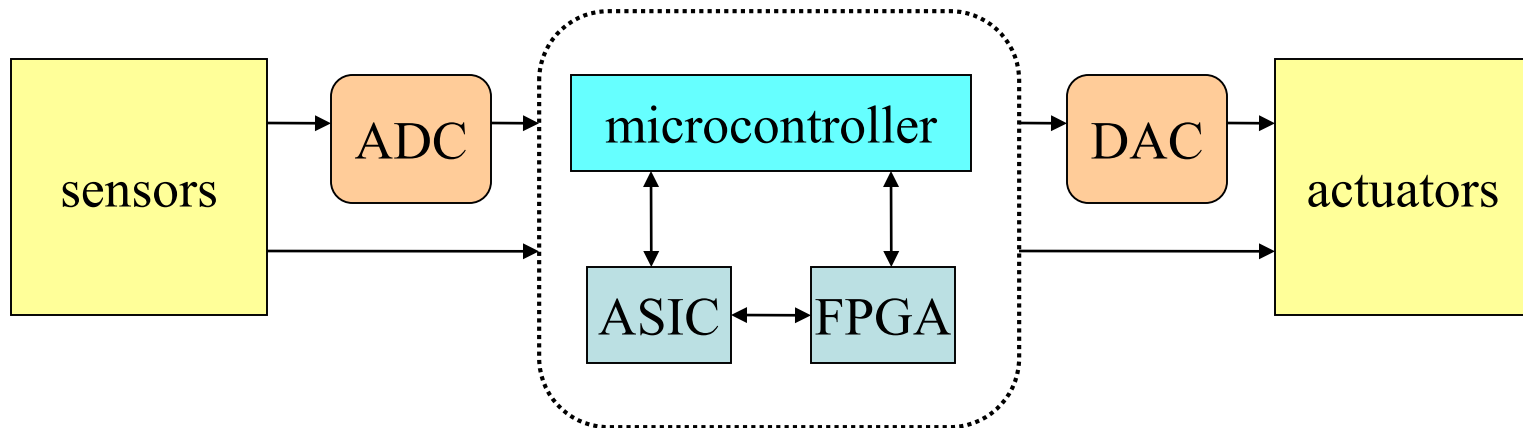 sensors
ADC
microcontroller
ASIC
FPGA
DAC
actuators